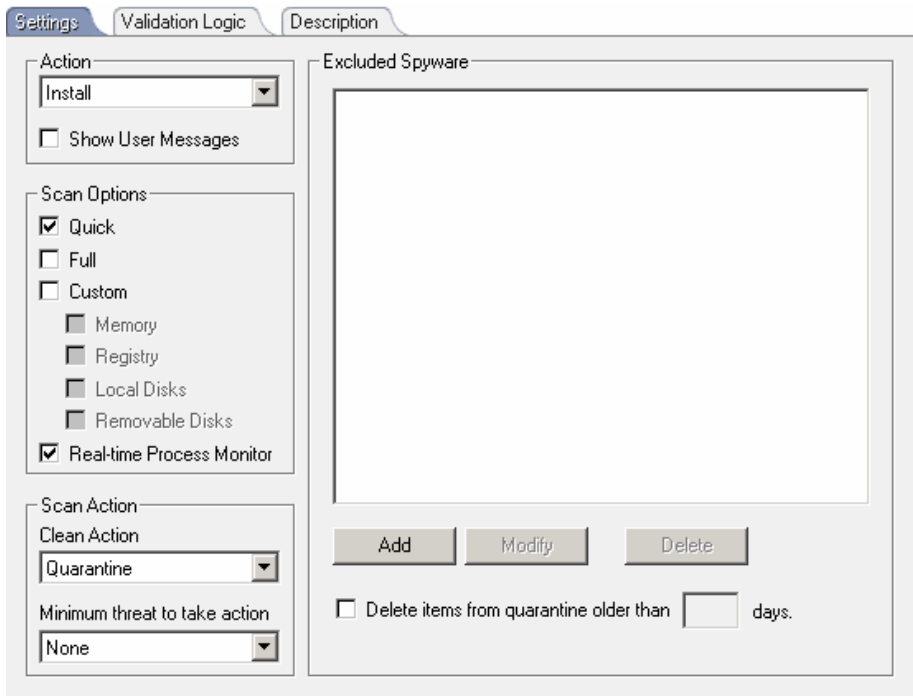 Settings
Validation Logic
Description
Action
Install
Show User Messages
Scan Options
Quick
Full
Custom
Memory
Registry
Local Disks
Removable Disks
Real-time Process Monitor
Scan Action
Clean Action
Quarantine
Minimum threat to take action
None
Excluded Spyware
Add
Modify
Delete
Delete items from quarantine older than days.